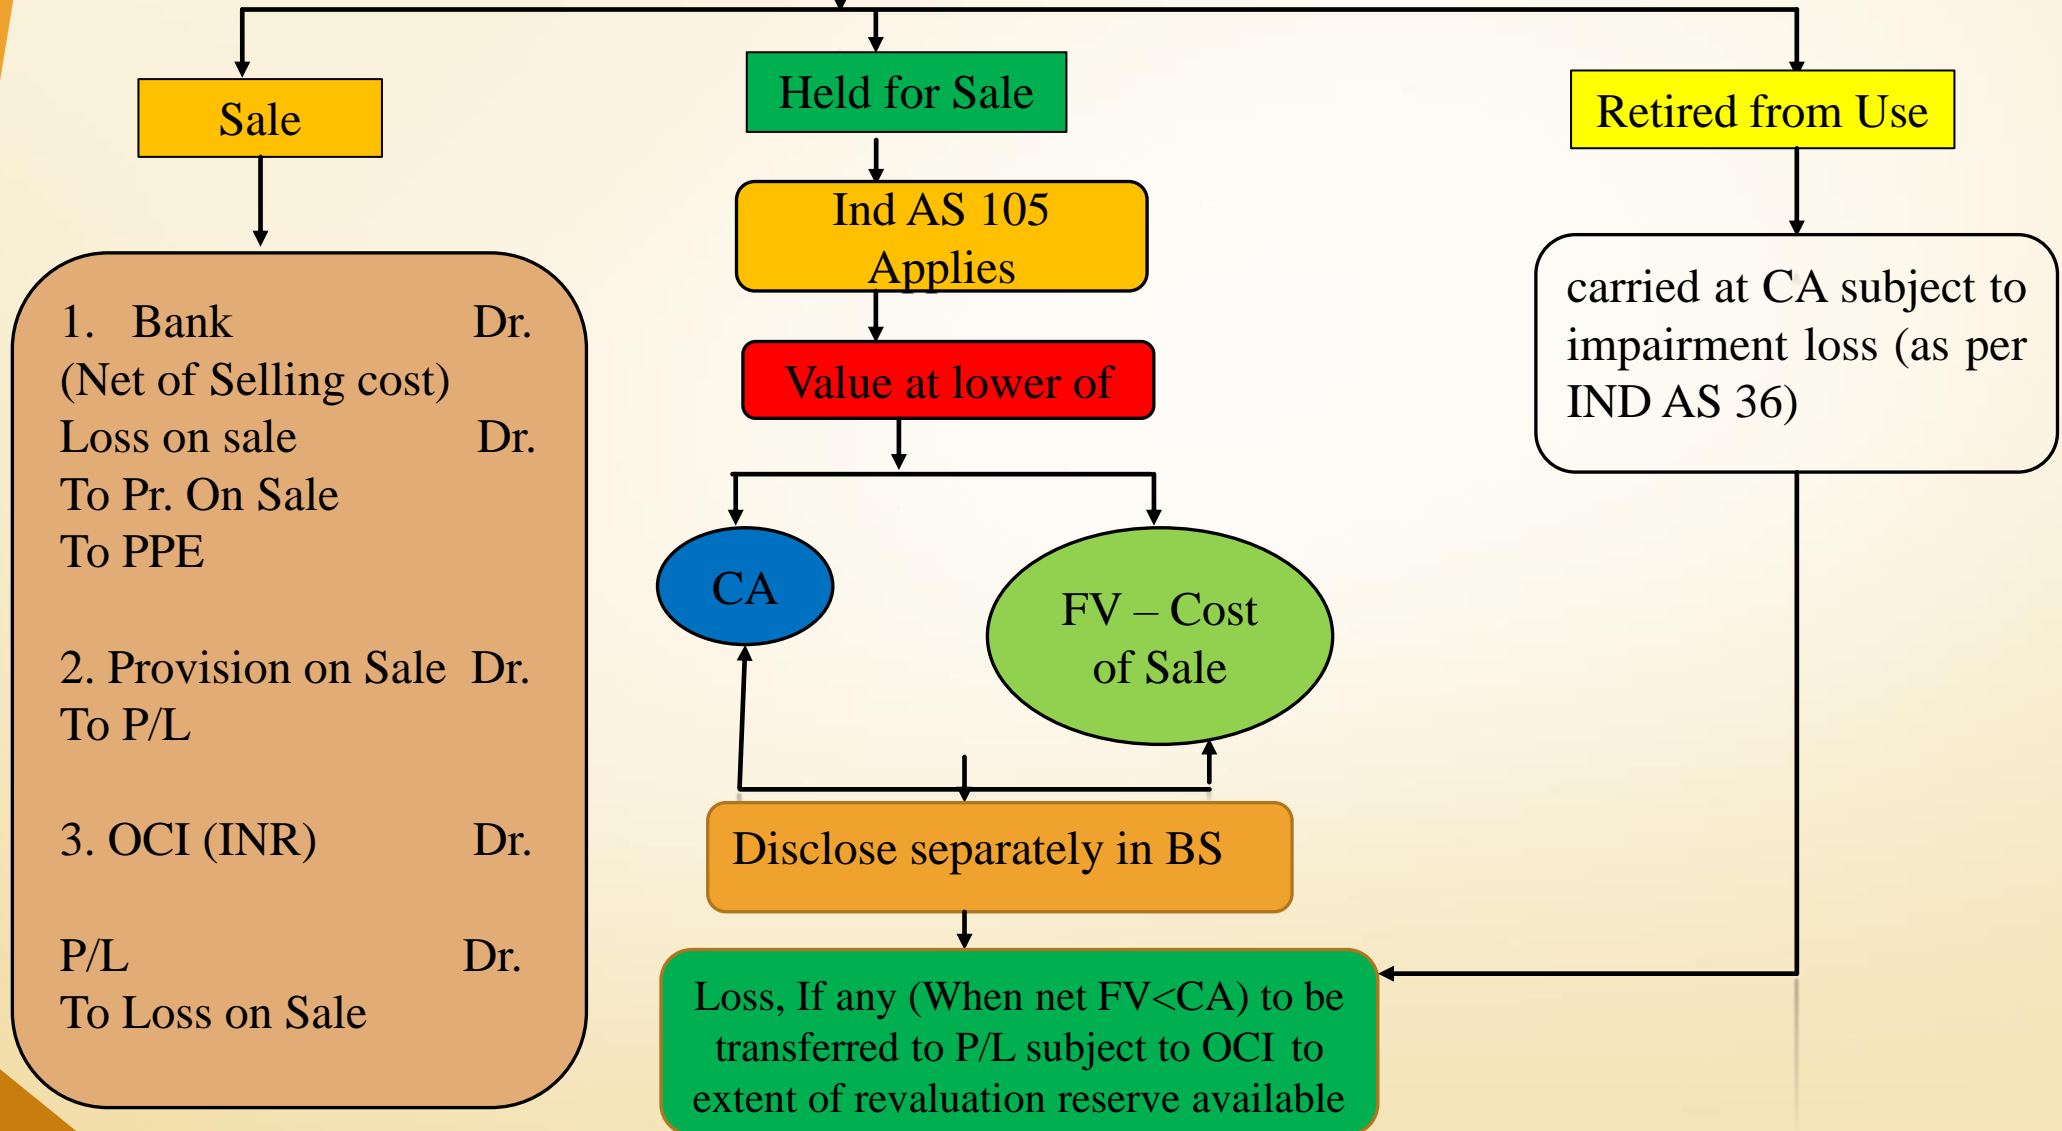 Sale
Held for Sale
Retired from Use
1. Bank Dr.
(Net of Selling cost)
Loss on sale Dr.
To Pr. On Sale
To PPE
2. Provision on Sale Dr.
To P/L
3. OCI (INR) Dr.
P/L Dr.
To Loss on Sale
Ind AS 105
Applies
Value at lower of
CA
FV – Cost
of Sale
Disclose separately in BS
Loss, If any (When net FV<CA) to be
transferred to P/L subject to OCI to
extent of revaluation reserve available
carried at CA subject to
impairment loss (as per
IND AS 36)